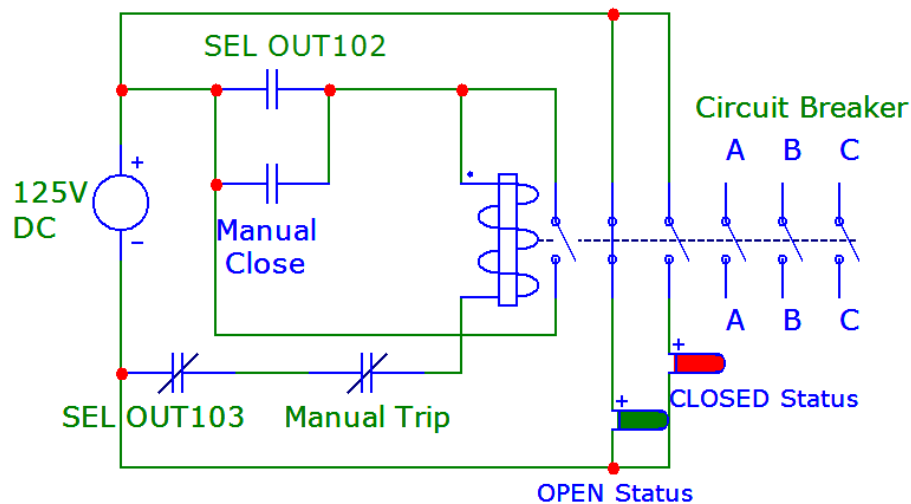 SEL OUT102
Circuit Breaker
A B C
+
125V
DC
−
Manual
Close
A B C
+
CLOSED Status
SEL OUT103
Manual Trip
+
OPEN Status